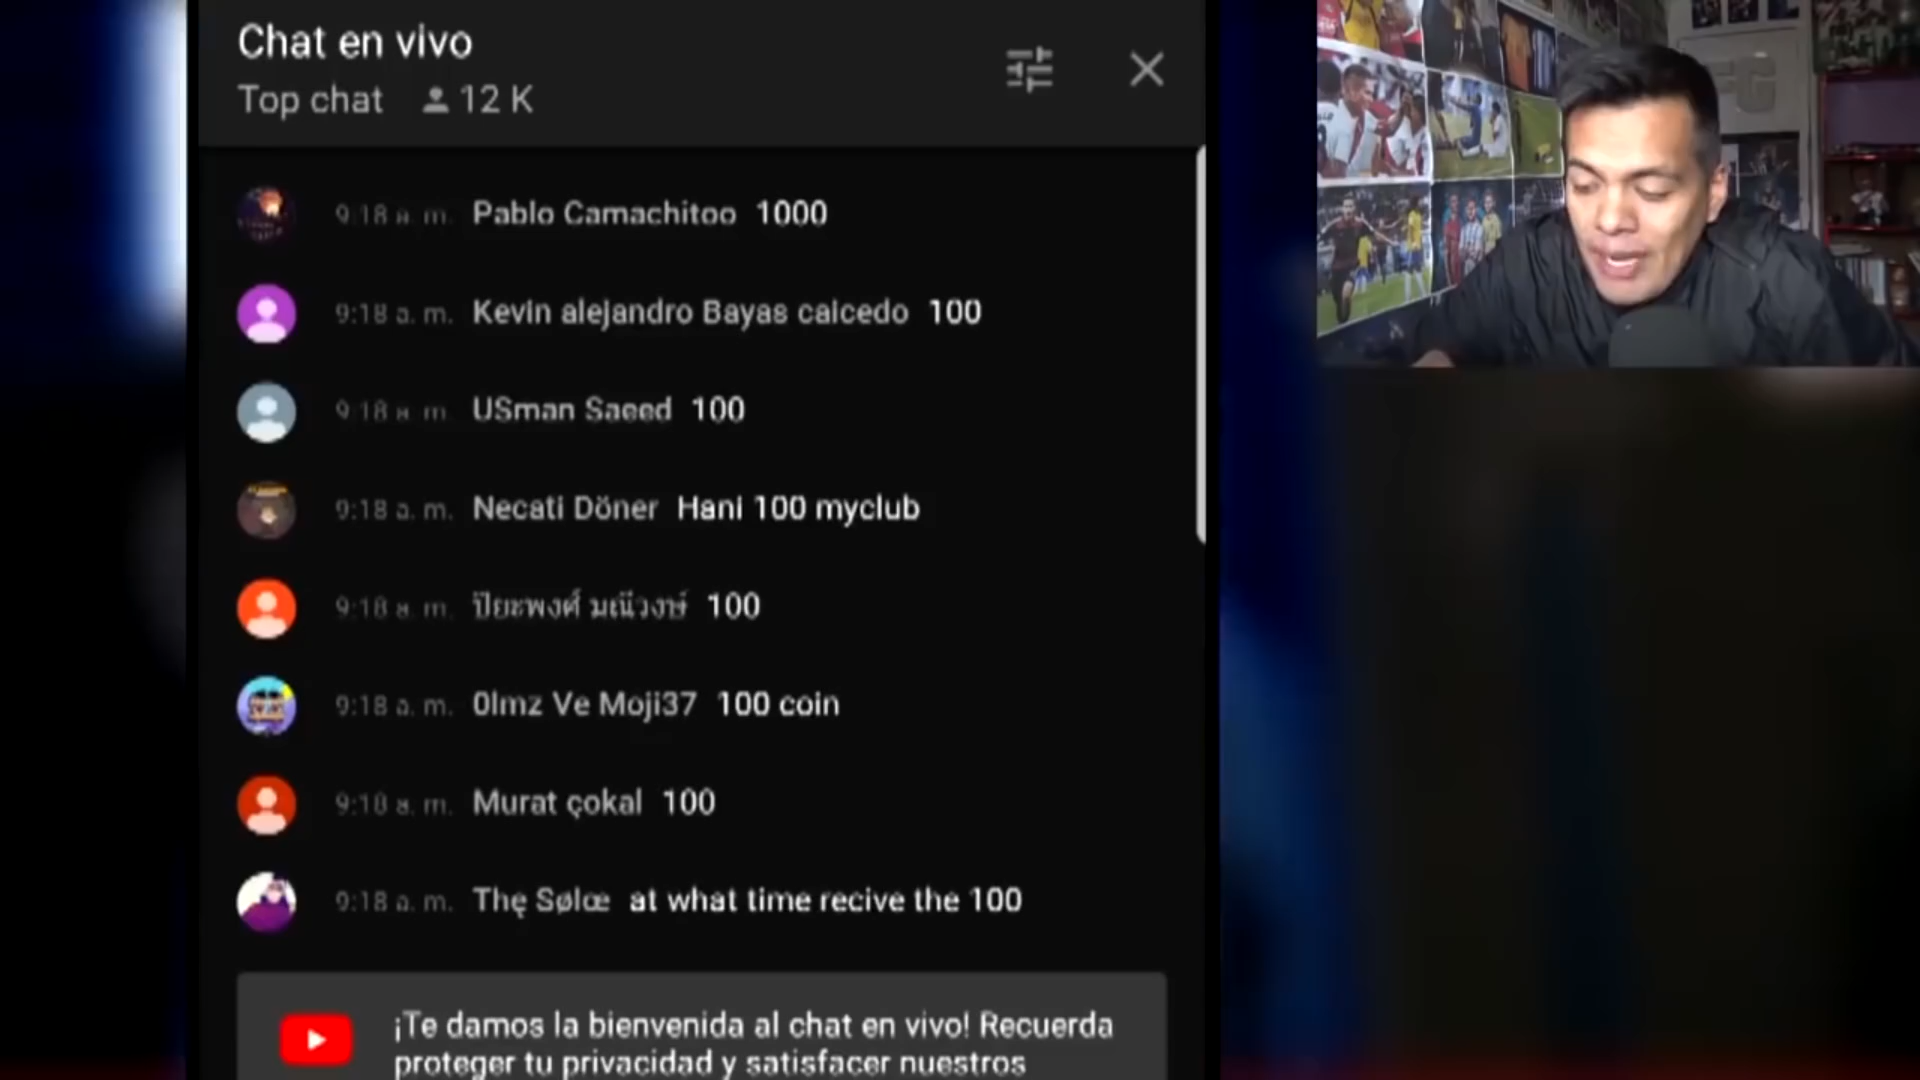 Chat en vivo
Top chat 12 K
9:18 a. m. Pablo Camachitoo 1000
9:18 a. m. Kevin alejandro Bayas caicedo 100
9:18 a. m. USman Saeed 100
9:18 a. m. Necati Döner Hani 100 myclub
9:18 a. m. ปิยะพงศ์ มณีวงษ์ 100
9:18 a. m. 0lmz Ve Moji37 100 coin
9:18 a. m. Murat çokal 100
9:18 a. m. Thę Sølœ at what time recive the 100
¡Te damos la bienvenida al chat en vivo! Recuerda
proteger tu privacidad y satisfacer nuestros